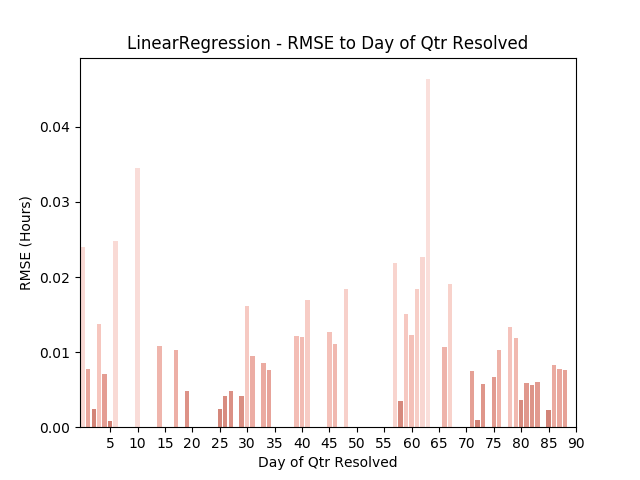 LinearRegression - RMSE to Day of Qtr Resolved
RMSE (Hours)
0.04
0.03
0.02
0.01
0.00
5 10 15 20 25 30 35 40 45 50 55 60 65 70 75 80 85 90
Day of Qtr Resolved